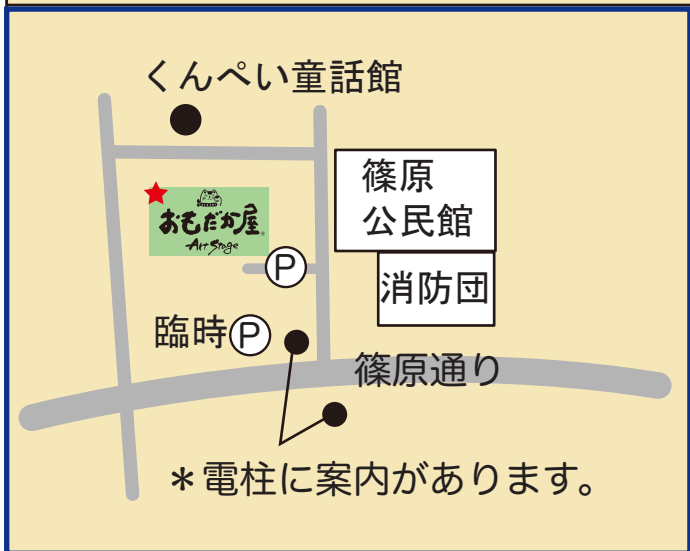 くんぺい童話館
篠原
公民館
おもだか屋
Art Stage
P
消防団
臨時P
篠原通り
＊電柱に案内があります。